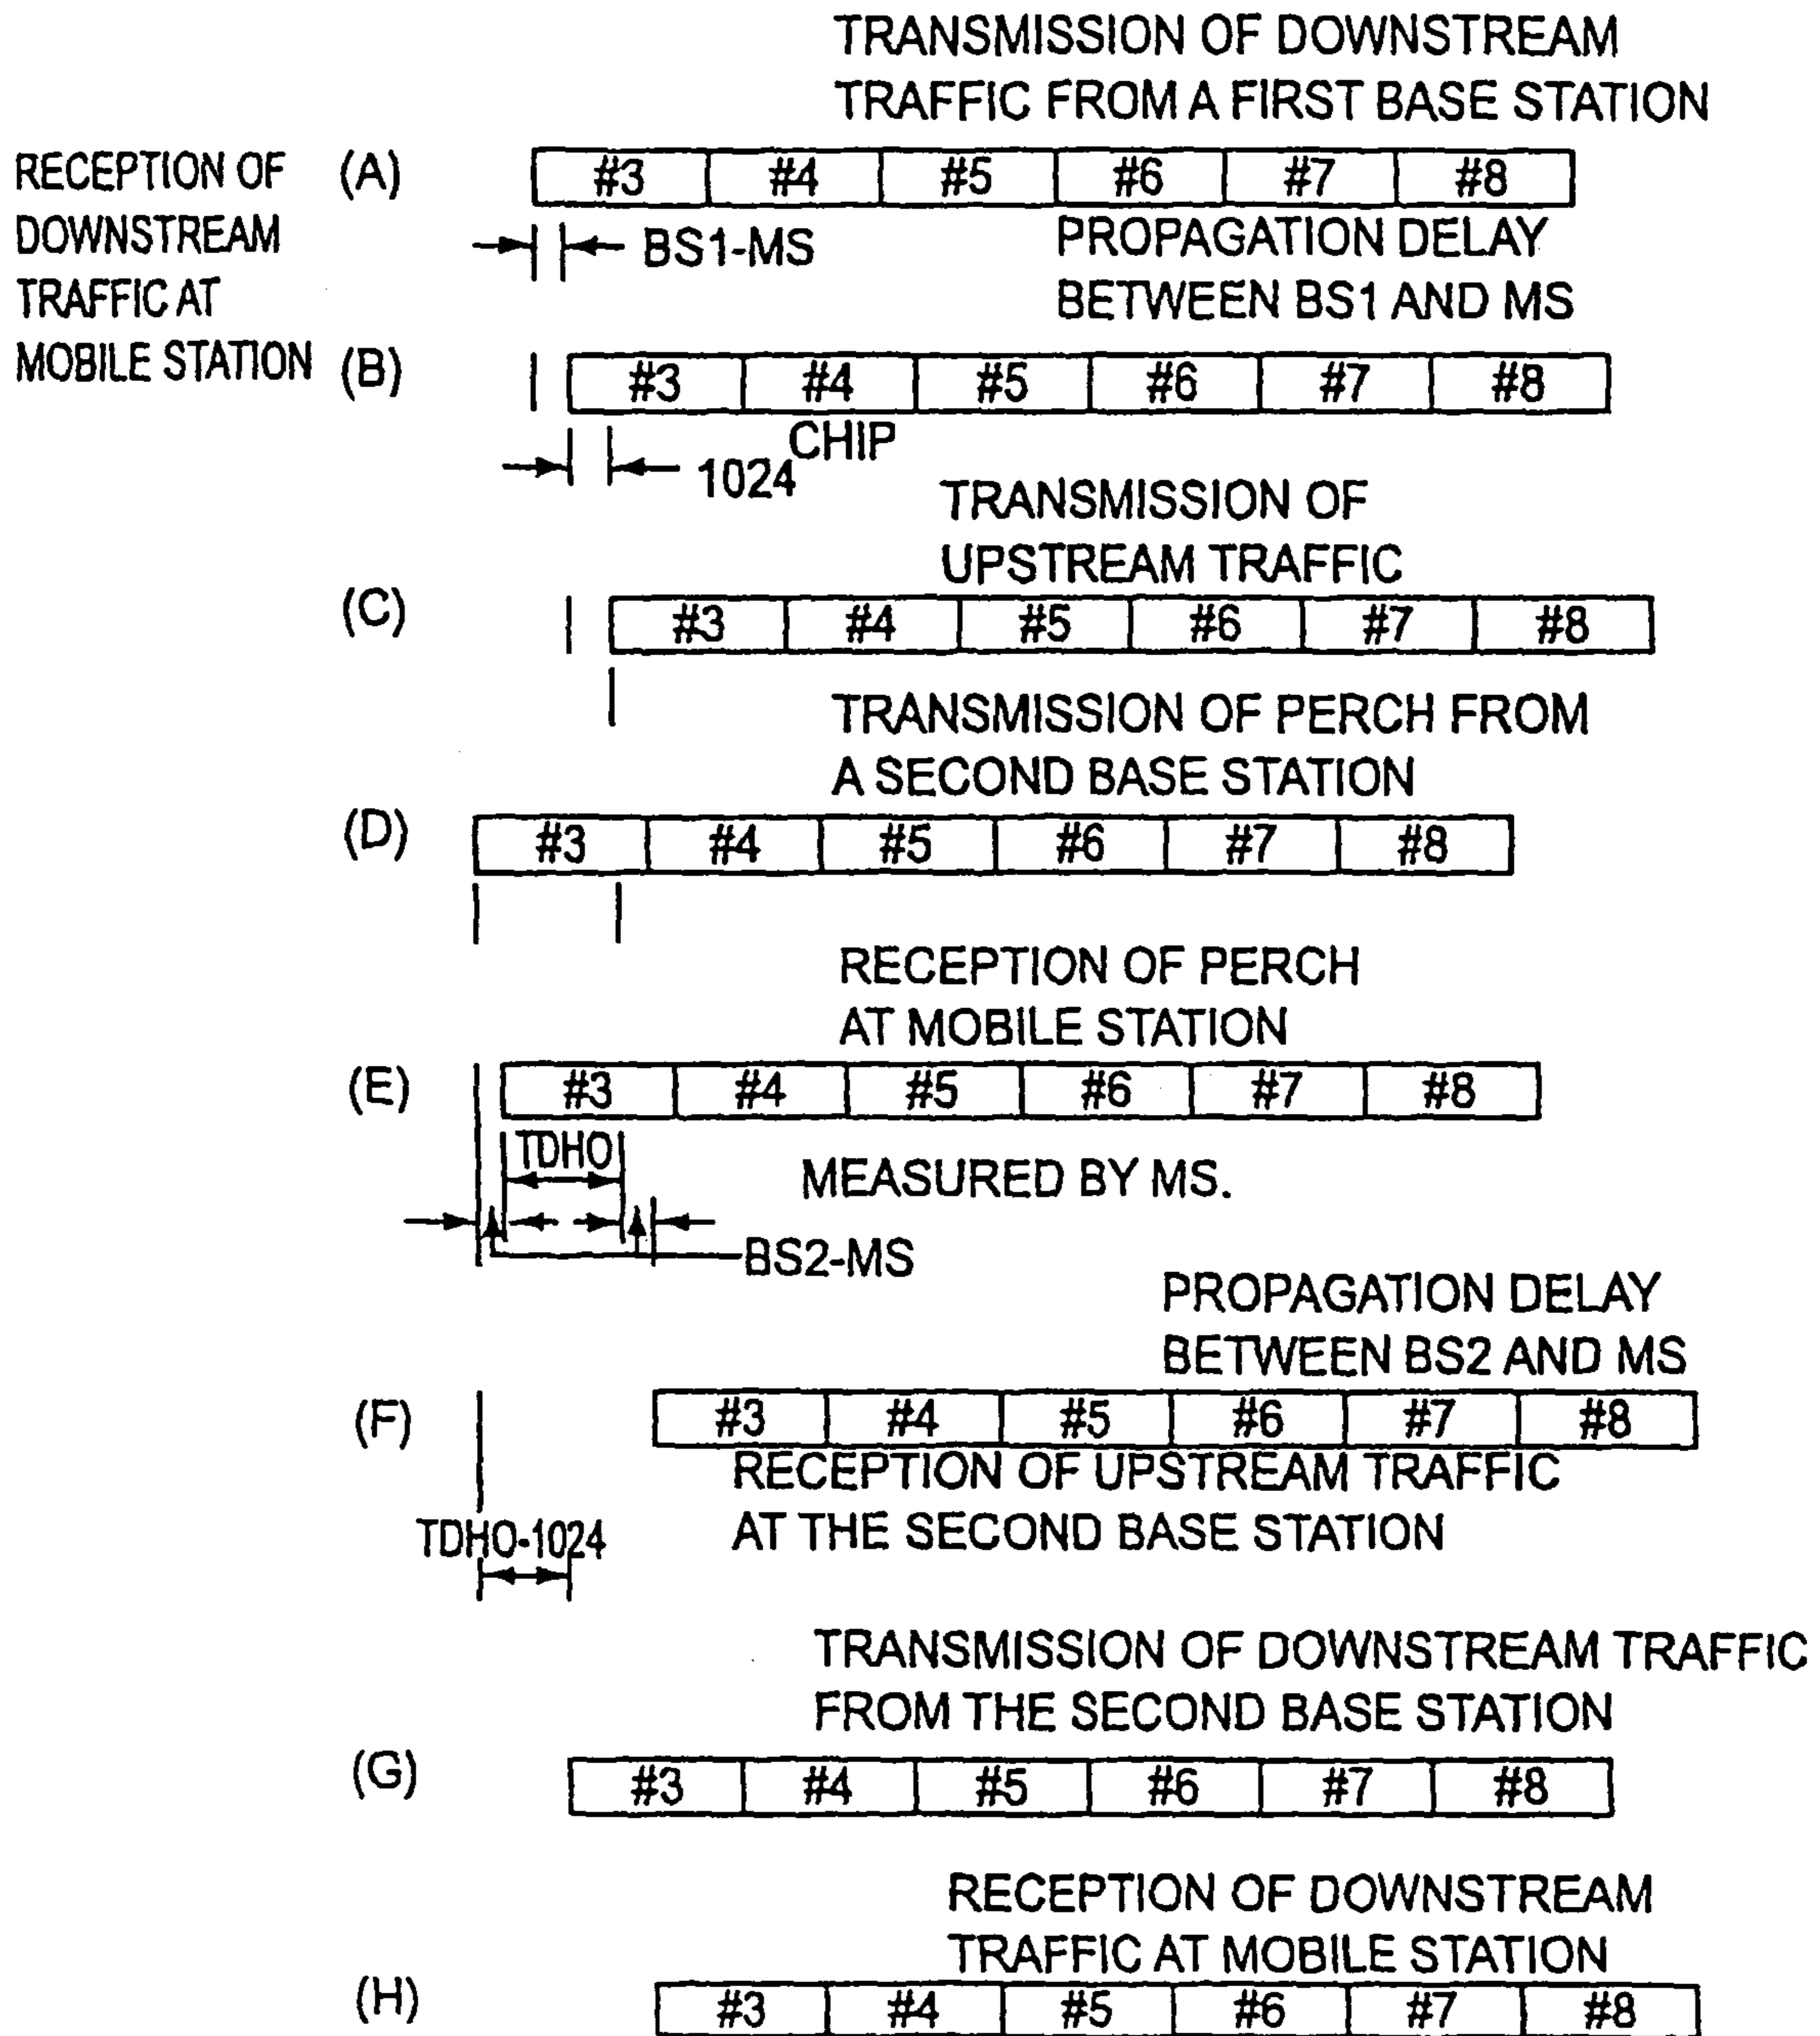 TRANSMISSION OF DOWNSTREAM
TRAFFIC FROM A FIRST BASE STATION
RECEPTION OF
DOWNSTREAM
TRAFFIC AT
MOBILE STATION
(A)
#3 #4 #5 #6 #7 #8
BS1-MS
PROPAGATION DELAY
BETWEEN BS1 AND MS
(B)
#3 #4 #5 #6 #7 #8
1024 CHIP
TRANSMISSION OF
UPSTREAM TRAFFIC
(C)
#3 #4 #5 #6 #7 #8
TRANSMISSION OF PERCH FROM
A SECOND BASE STATION
(D)
#3 #4 #5 #6 #7 #8
RECEPTION OF PERCH
AT MOBILE STATION
(E)
#3 #4 #5 #6 #7 #8
TDHO
MEASURED BY MS.
BS2-MS
PROPAGATION DELAY
BETWEEN BS2 AND MS
(F)
#3 #4 #5 #6 #7 #8
RECEPTION OF UPSTREAM TRAFFIC
AT THE SECOND BASE STATION
TDHO-1024
TRANSMISSION OF DOWNSTREAM TRAFFIC
FROM THE SECOND BASE STATION
(G)
#3 #4 #5 #6 #7 #8
RECEPTION OF DOWNSTREAM
TRAFFIC AT MOBILE STATION
(H)
#3 #4 #5 #6 #7 #8